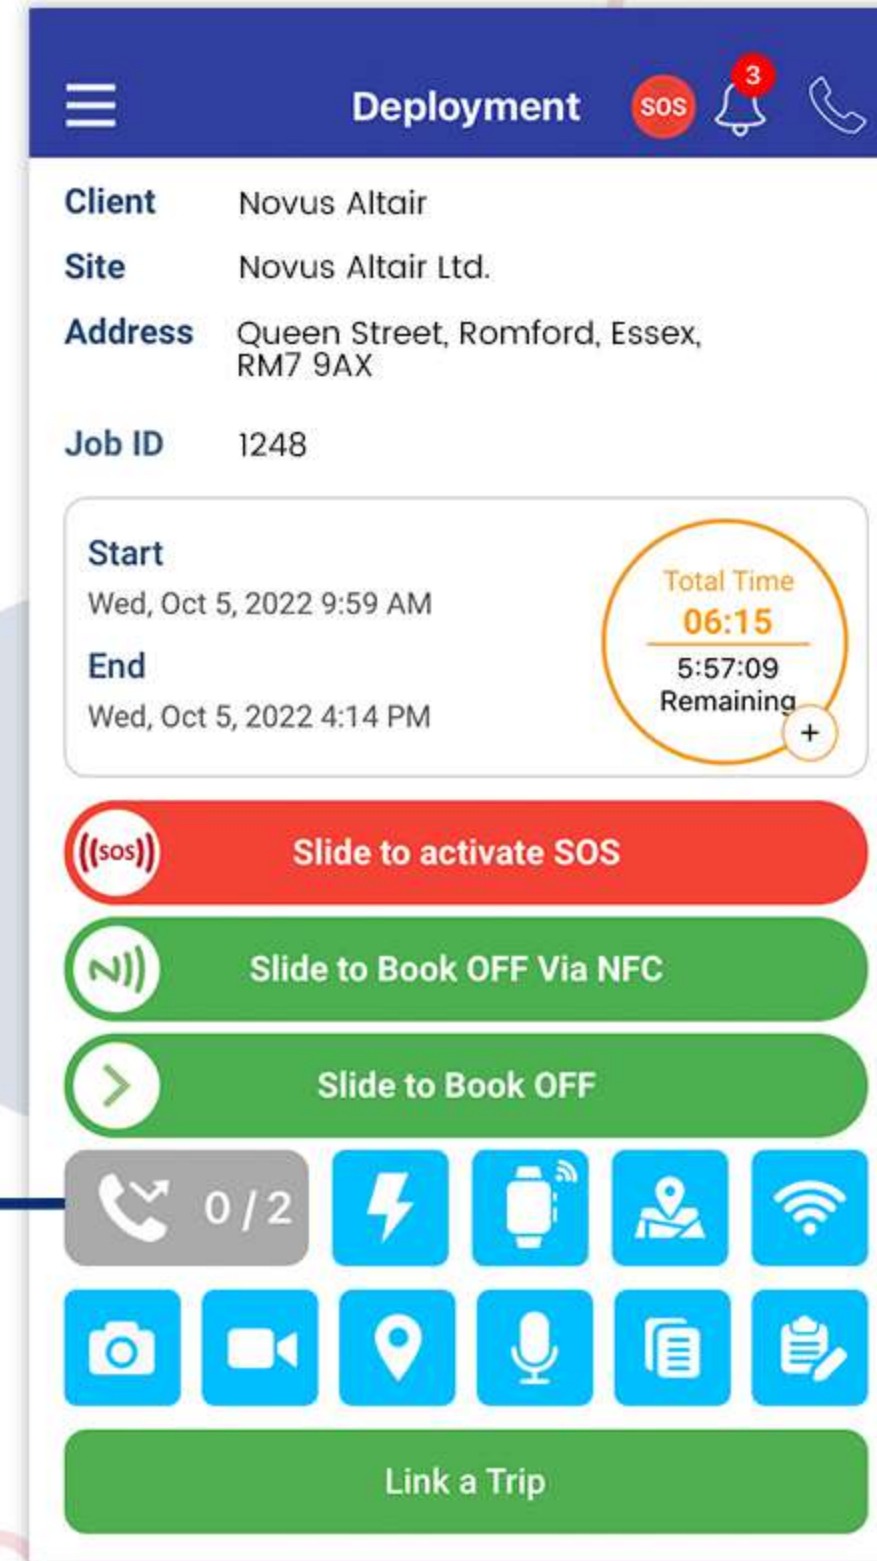 Deployment
SOS
3
Client Novus Altair
Site Novus Altair Ltd.
Address Queen Street, Romford, Essex,
RM7 9AX
Job ID 1248
Start
Wed, Oct 5, 2022 9:59 AM
End
Wed, Oct 5, 2022 4:14 PM
Total Time
06:15
5:57:09
Remaining
+
((SOS)) Slide to activate SOS
Slide to Book OFF Via NFC
Slide to Book OFF
0/2
Link a Trip